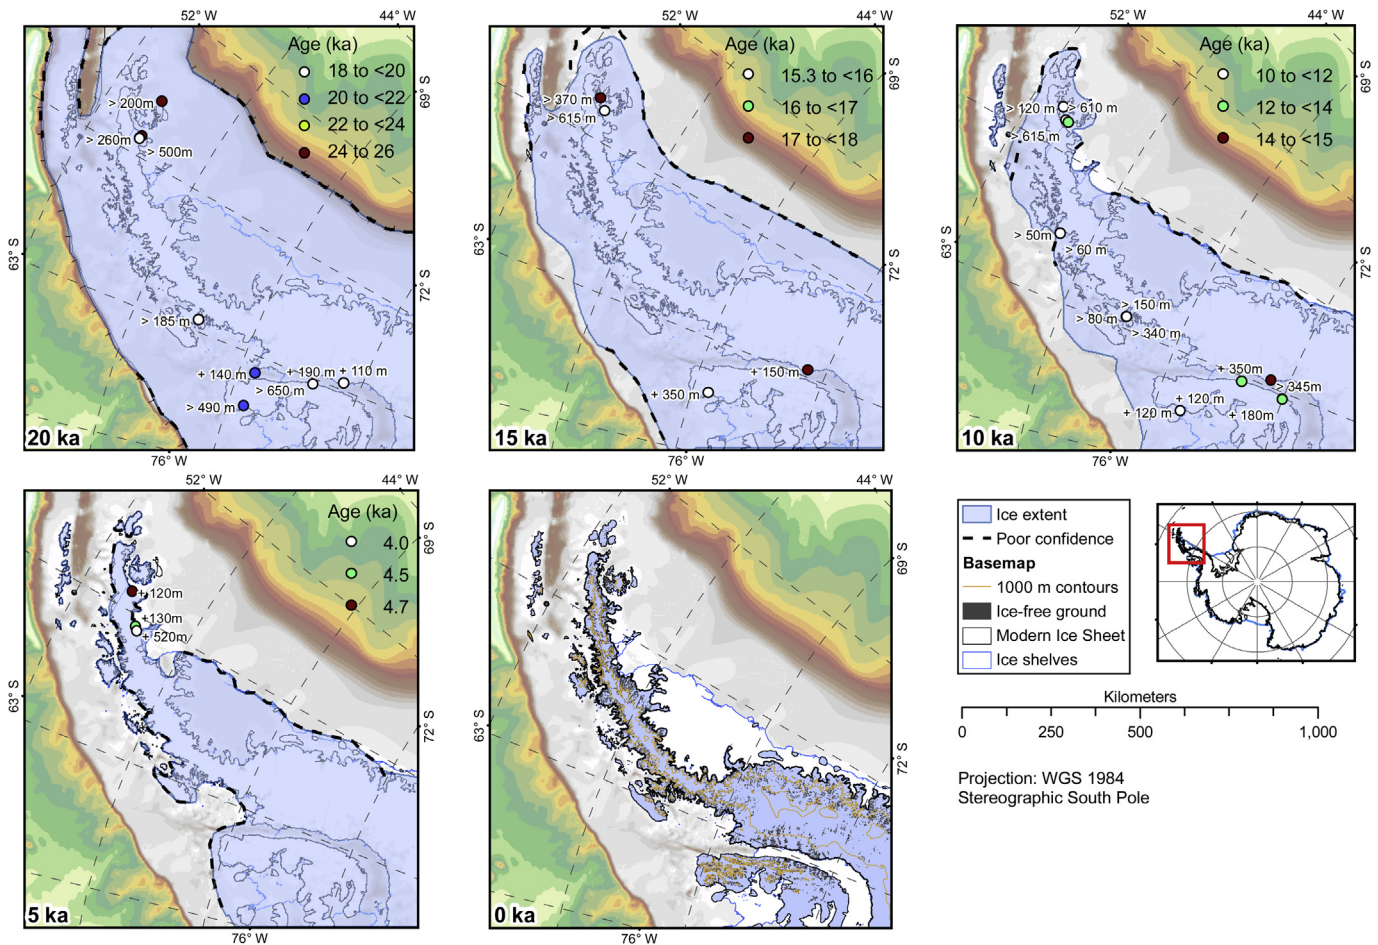 52° W
44° W
Age (ka)
18 to <20
20 to <22
22 to <24
24 to 26
> 200m
> 260m
> 500m
> 185 m
+ 140 m
+ 190 m
+ 110 m
> 650 m
> 490 m
69° S
72° S
63° S
76° W
20 ka
52° W
44° W
Age (ka)
15.3 to <16
16 to <17
17 to <18
> 370 m
> 615 m
+ 150 m
+ 350 m
69° S
72° S
63° S
76° W
15 ka
52° W
44° W
Age (ka)
10 to <12
12 to <14
14 to <15
> 120 m
> 610 m
> 615 m
> 50m
> 60 m
> 150 m
> 80 m
> 340 m
+ 350m
> 345m
+ 120 m
+ 120 m
+ 180m
69° S
72° S
63° S
76° W
10 ka
52° W
44° W
Age (ka)
4.0
4.5
4.7
+ 120m
+130m
+ 520m
69° S
72° S
63° S
76° W
5 ka
52° W
44° W
69° S
72° S
63° S
76° W
0 ka
Ice extent
Poor confidence
Basemap
1000 m contours
Ice-free ground
Modern Ice Sheet
Ice shelves
Kilometers
0 250 500 1,000
Projection: WGS 1984
Stereographic South Pole